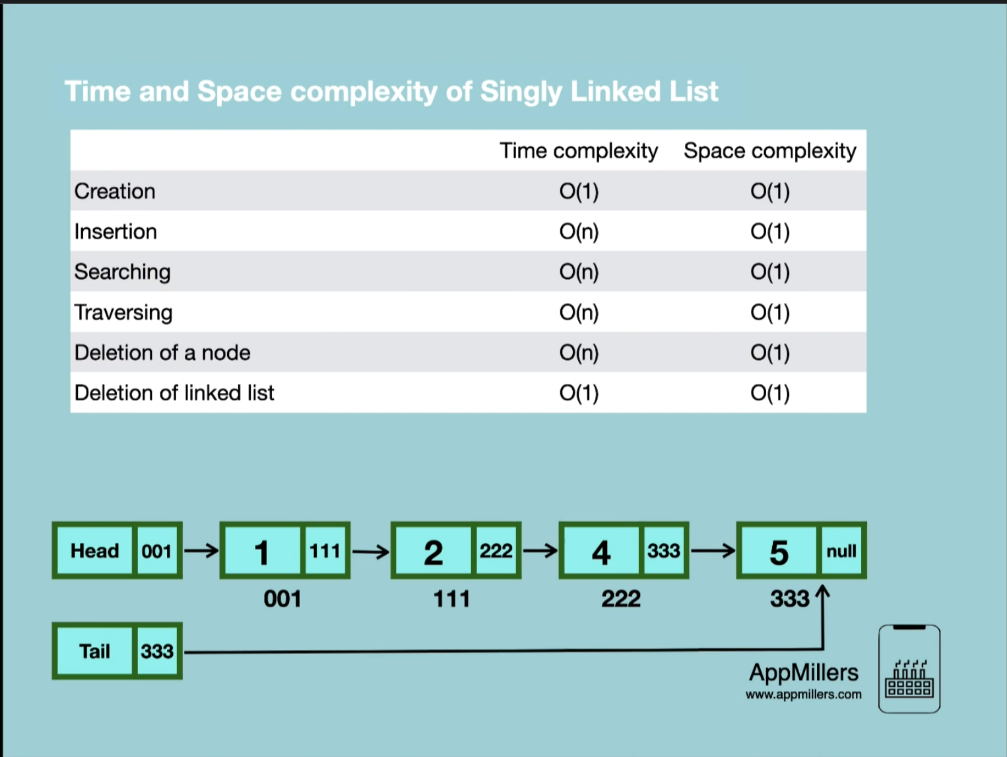 Time and Space complexity of Singly Linked List
Time complexity Space complexity
Creation O(1) O(1)
Insertion O(n) O(1)
Searching O(n) O(1)
Traversing O(n) O(1)
Deletion of a node O(n) O(1)
Deletion of linked list O(1) O(1)
Head 001 1 111 2 222 4 333 5 null
001 111 222 333
Tail 333
AppMillers
www.appmillers.com